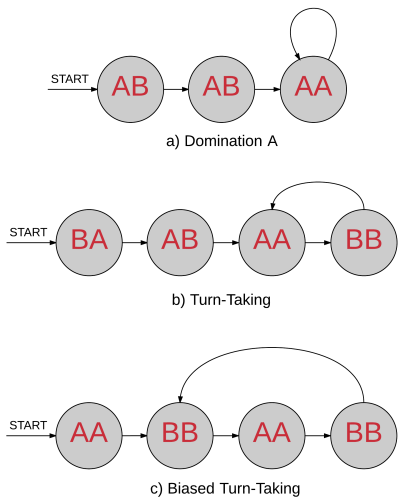 START AB AB AA
a) Domination A
START BA AB AA BB
b) Turn-Taking
START AA BB AA BB
c) Biased Turn-Taking